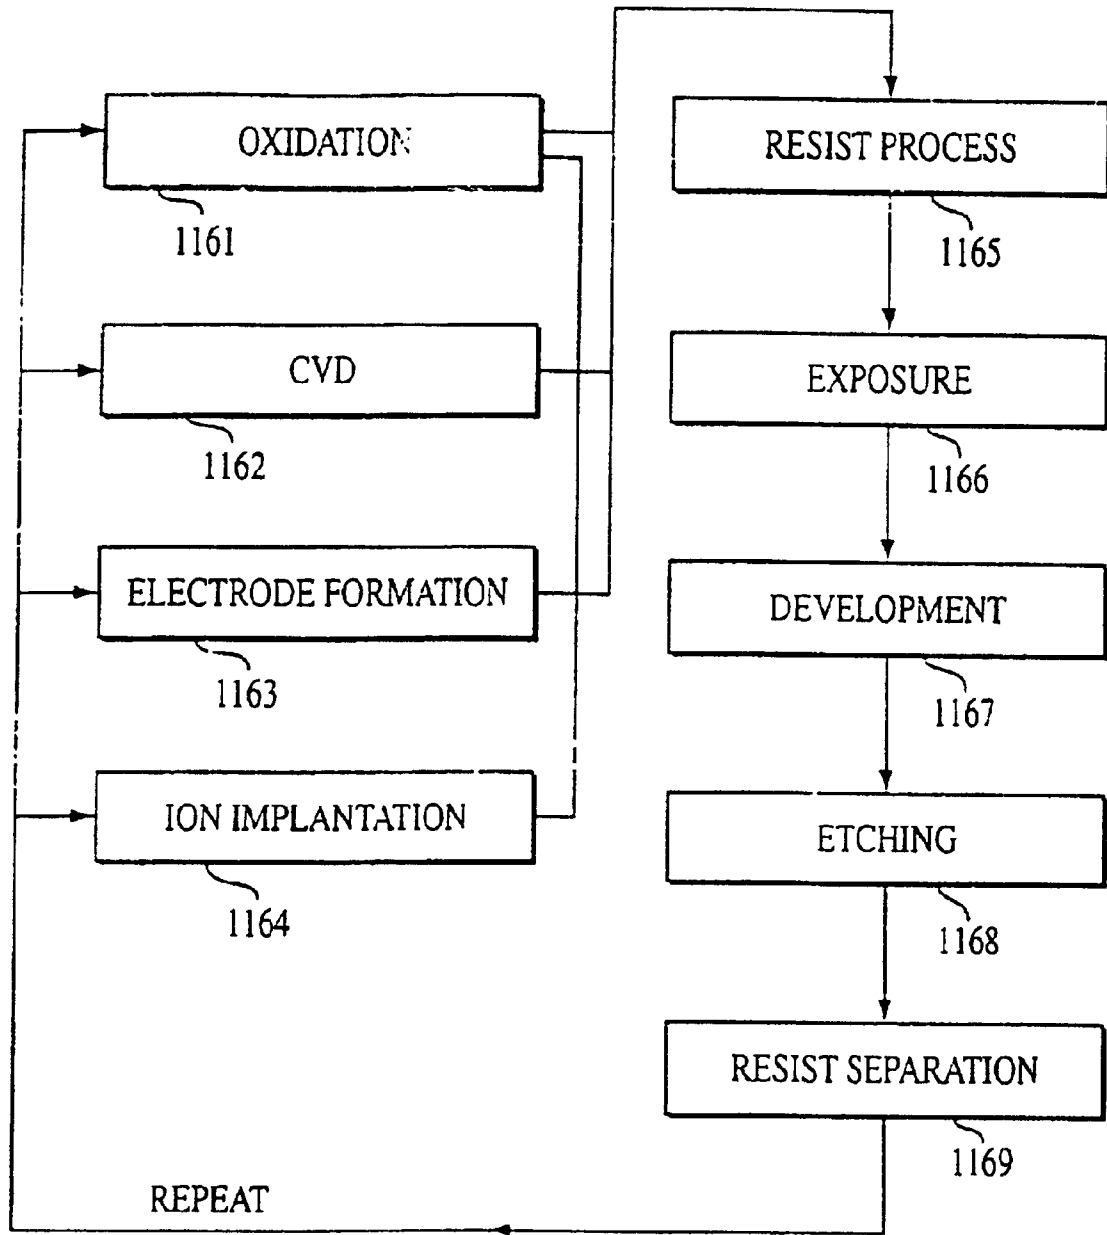 OXIDATION
1161
CVD
1162
ELECTRODE FORMATION
1163
ION IMPLANTATION
1164
RESIST PROCESS
1165
EXPOSURE
1166
DEVELOPMENT
1167
ETCHING
1168
RESIST SEPARATION
1169
REPEAT